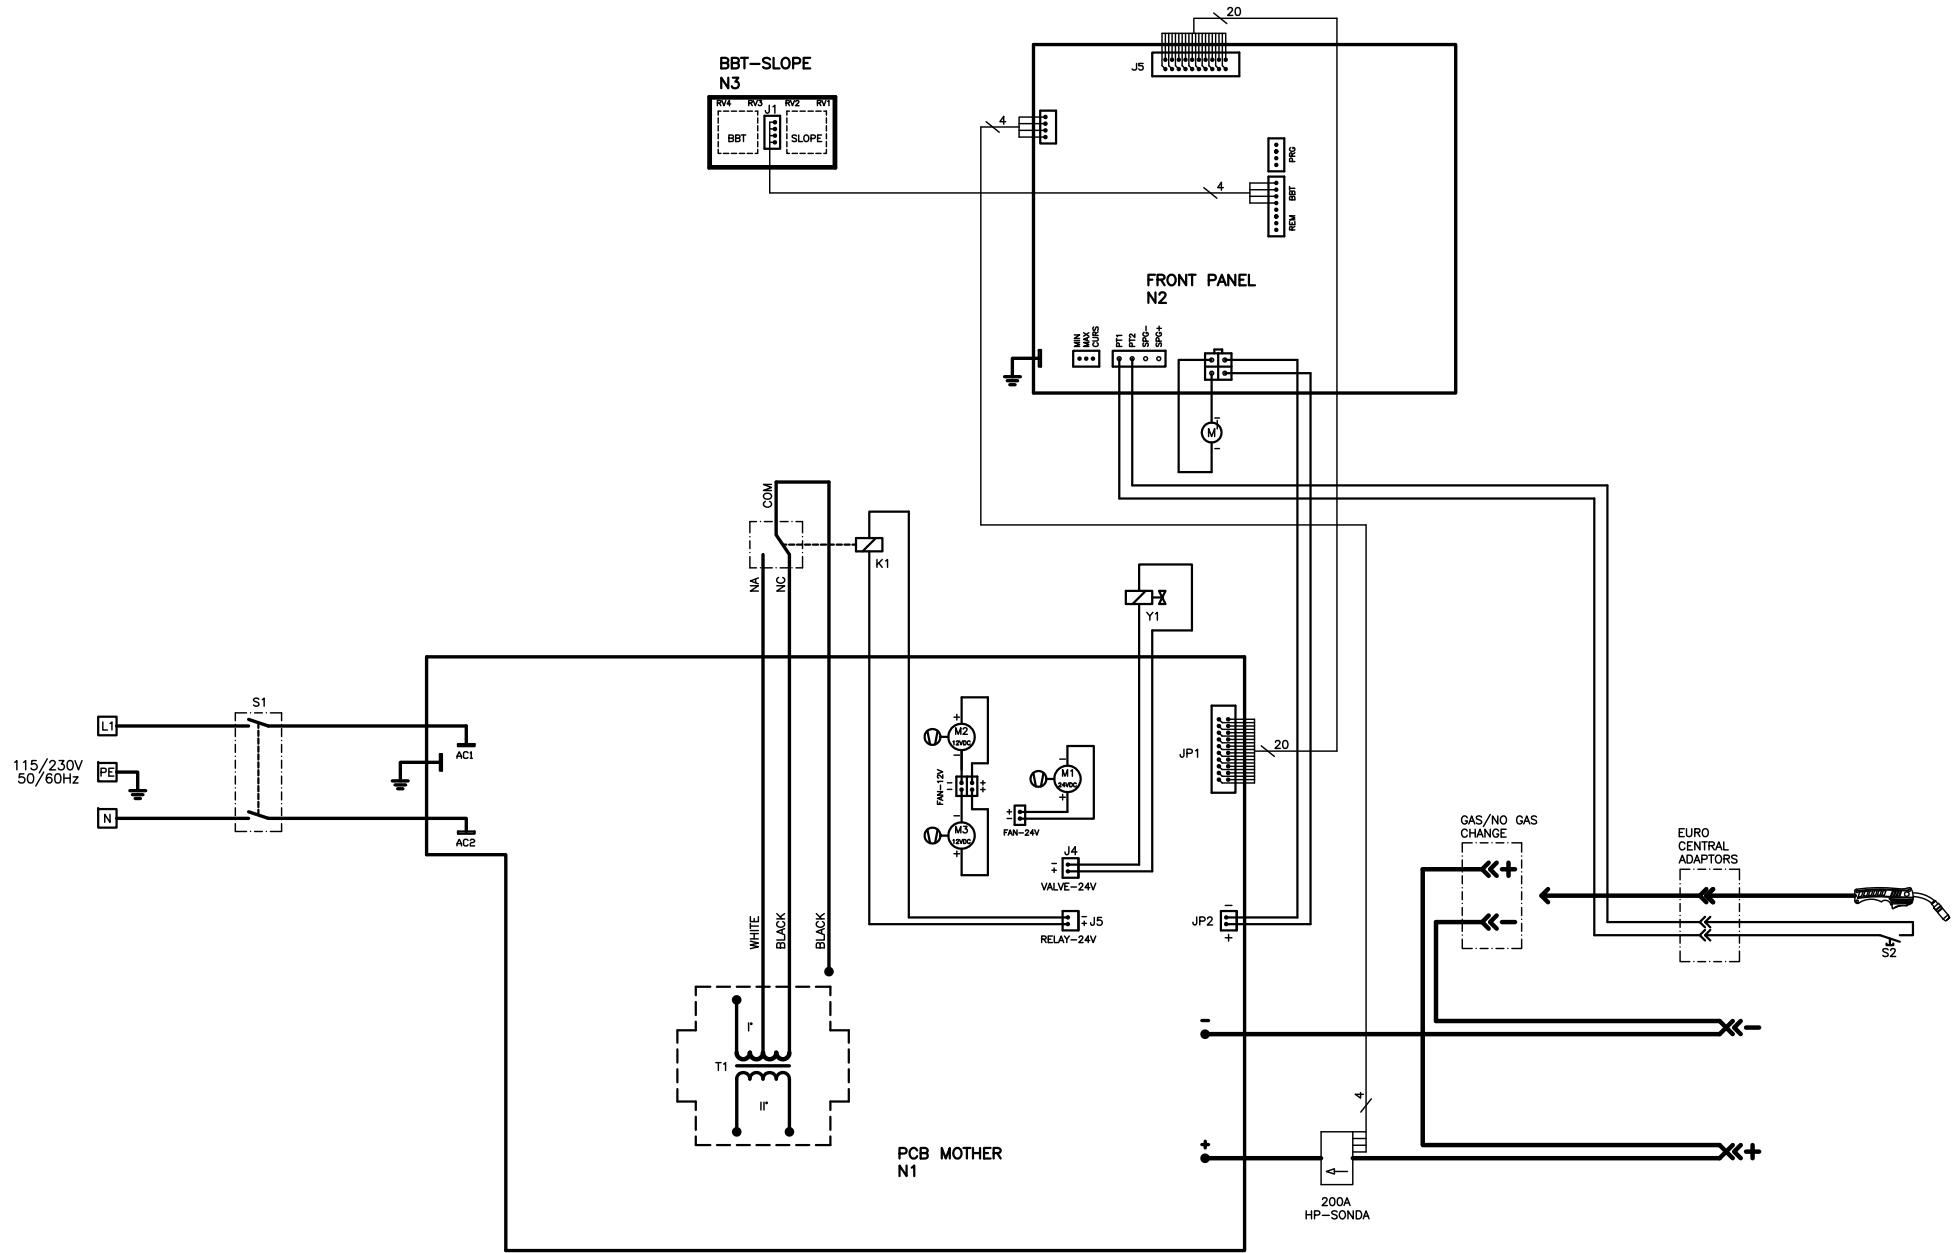 20
BBT-SLOPE
N3
J5
RV4 RV3 RV2 RV1
J1
BBT
SLOPE
4
PRG
4
BBT
REM
FRONT PANEL
N2
MIN
MAX
CURS
PT1
PT2
SPG-
SPG+
-
M
-
COM
K1
NA
NC
Y1
S1
L1
115/230V
50/60Hz
PE
N
AC1
AC2
+
M2
12VDC
-
FAN-12V
- +
- +
-
M3
12VDC
+
-
M1
24VDC
+
+
-
FAN-24V
JP1
20
J4
-
+
VALVE-24V
-
+ J5
RELAY-24V
-
JP2
+
GAS/NO GAS
CHANGE
+
-
EURO
CENTRAL
ADAPTORS
S2
WHITE
BLACK
BLACK
I°
T1
II°
- -
4
PCB MOTHER
N1
+ +
200A
HP-SONDA